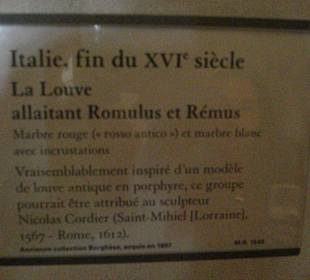 Italie, fin du XVIe siècle
La Louve
allaitant Romulus et Rémus
Marbre rouge (« rosso antico ») et marbre blanc
avec incrustations
Vraisemblablement inspiré d'un modèle
de louve antique en porphyre, ce groupe
pourrait être attribué au sculpteur
Nicolas Cordier (Saint-Mihiel [Lorraine],
1567 – Rome, 1612).
Ancienne collection Borghèse, acquis en 1807